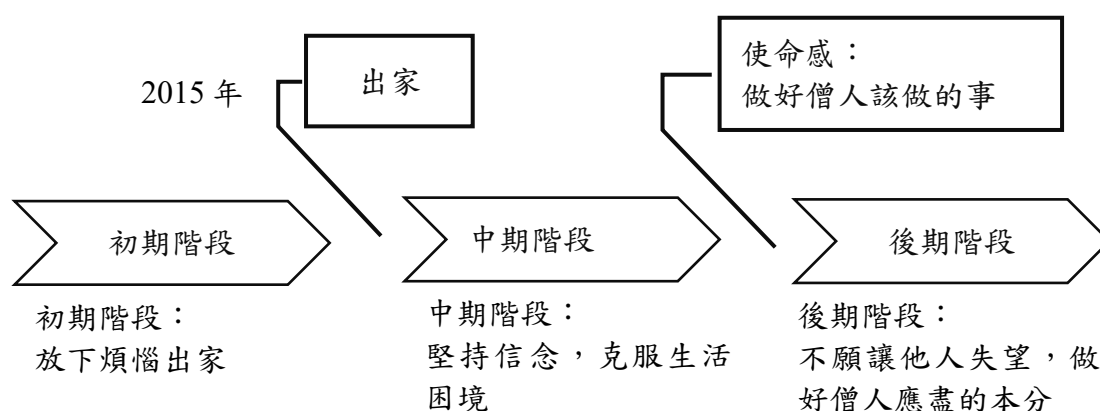 2015 年
出家
使命感：
做好僧人該做的事
初期階段
中期階段
後期階段
初期階段：
放下煩惱出家
中期階段：
堅持信念，克服生活
困境
後期階段：
不願讓他人失望，做
好僧人應盡的本分